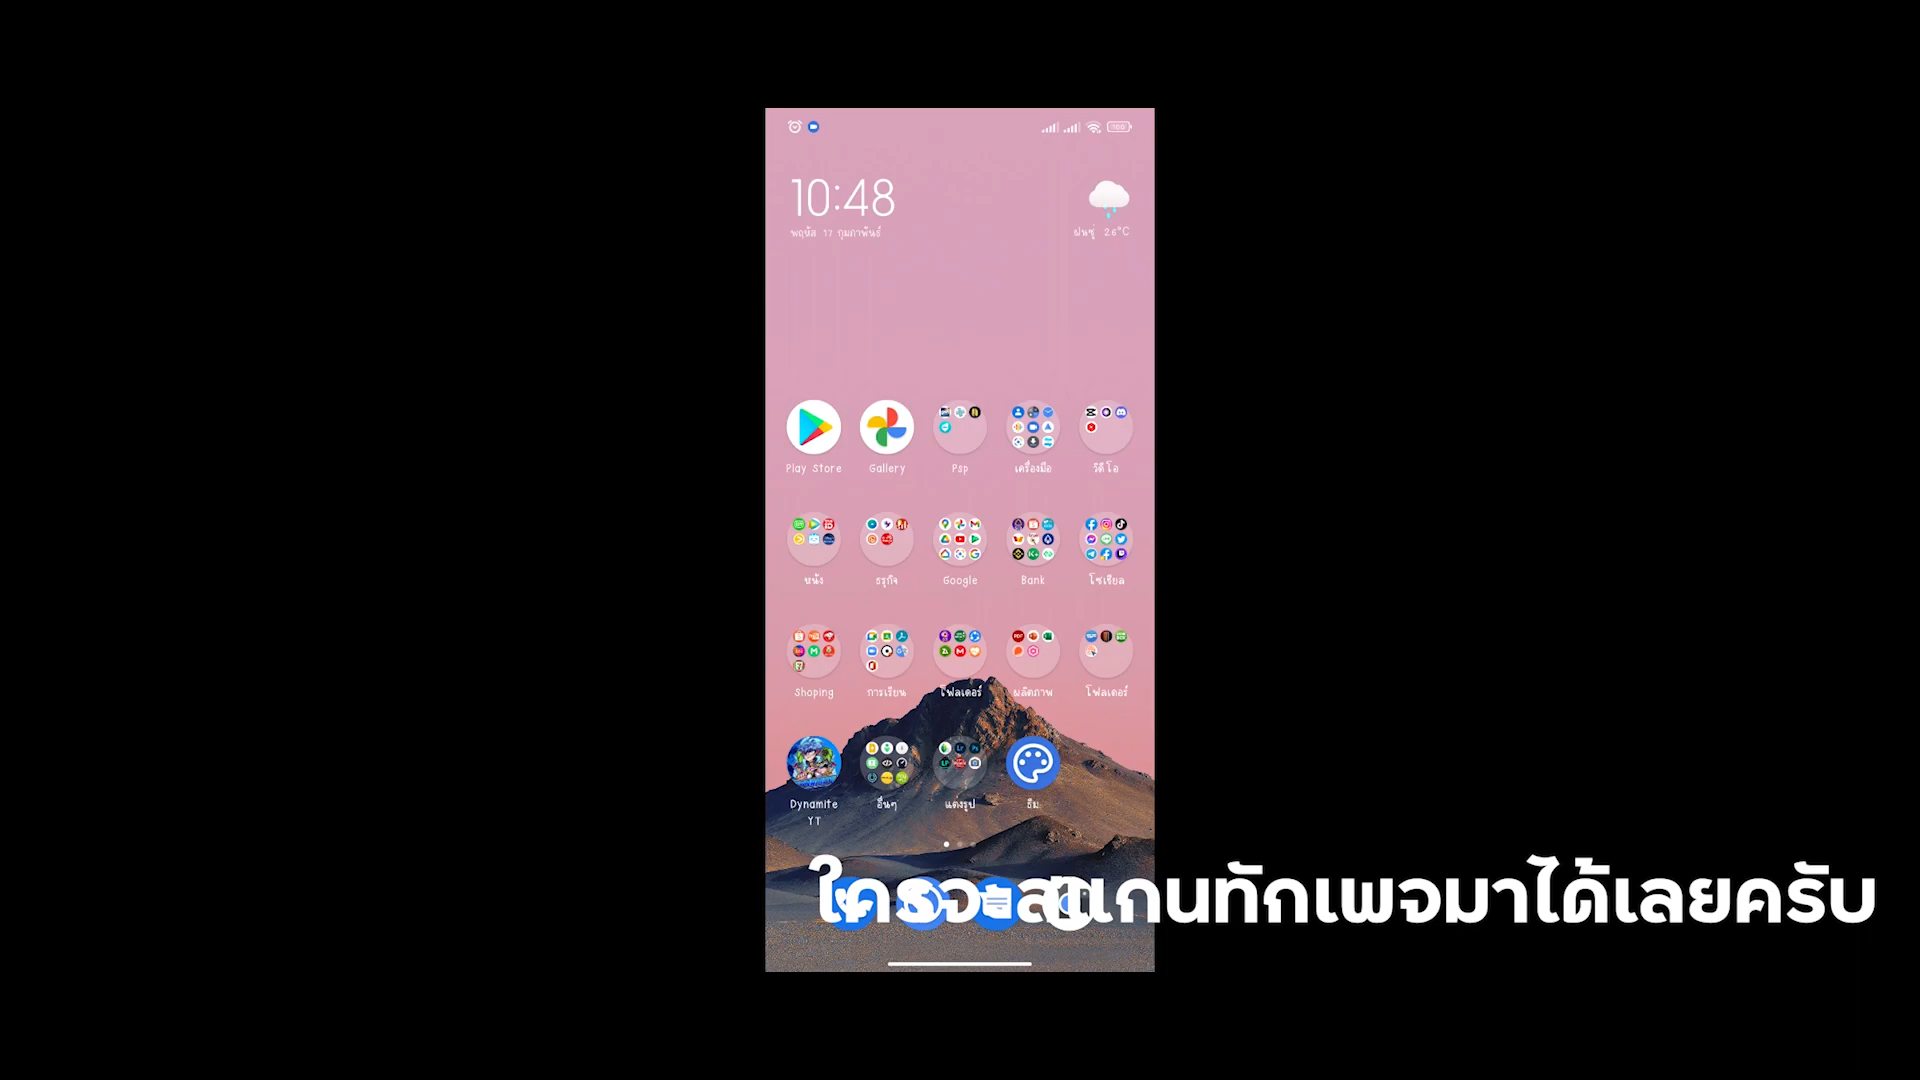 10:48
พฤหัส 17 กุมภาพันธ์
ฝนซู่ 26°C
Play Store
Gallery
Psp
เครื่องมือ
วีดีโอ
หนัง
ธุรกิจ
Google
Bank
โซเชียล
Shoping
การเรียน
โฟลเดอร์
ผลิตภาพ
โฟลเดอร์
Dynamite YT
อื่นๆ
แต่งรูป
ธีม
ใครจะสแกนทักเพจมาได้เลยครับ